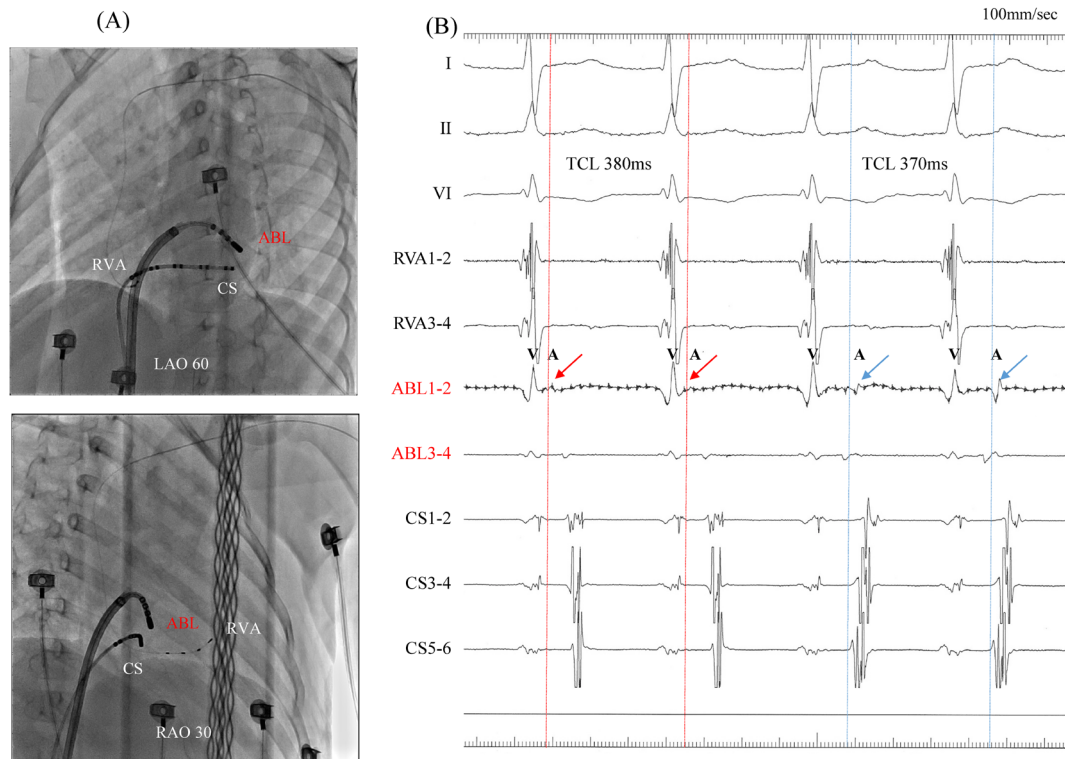 (A)
ABL
RVA
CS
LAO 60
ABL
RVA
CS
RAO 30
(B)
100mm/sec
I
II
TCL 380ms
TCL 370ms
VI
RVA1-2
RVA3-4
V A V A V A V A
ABL1-2
ABL3-4
CS1-2
CS3-4
CS5-6